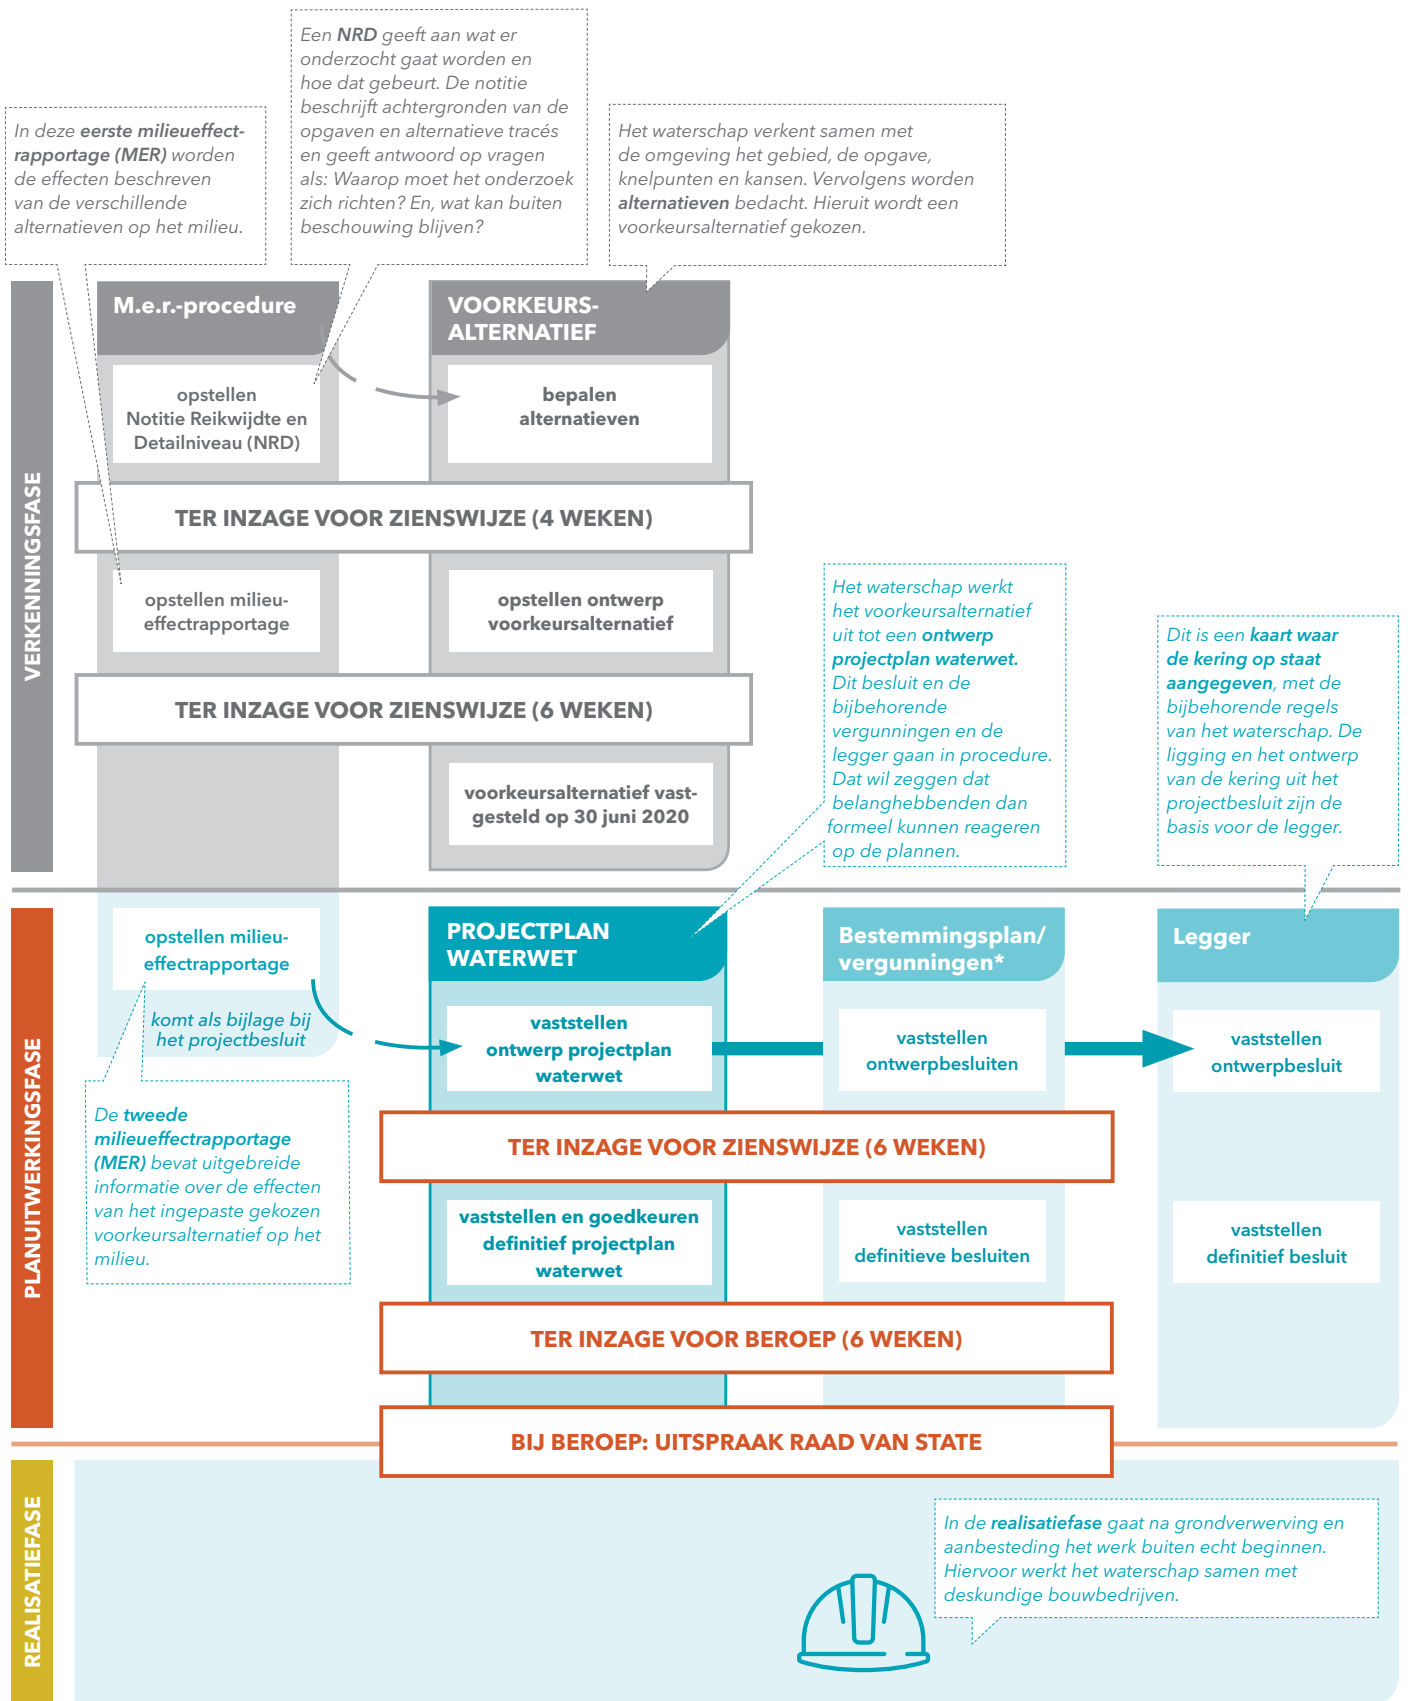 Een NRD geeft aan wat er
onderzocht gaat worden en
hoe dat gebeurt. De notitie
beschrijft achtergronden van de
opgaven en alternatieve tracés
en geeft antwoord op vragen
als: Waarop moet het onderzoek
zich richten? En, wat kan buiten
beschouwing blijven?
In deze eerste milieueffect-
rapportage (MER) worden
de effecten beschreven
van de verschillende
alternatieven op het milieu.
Het waterschap verkent samen met
de omgeving het gebied, de opgave,
knelpunten en kansen. Vervolgens worden
alternatieven bedacht. Hieruit wordt een
voorkeursalternatief gekozen.
VERKENNINGSFASE
M.e.r.-procedure
VOORKEURS-
ALTERNATIEF
opstellen
Notitie Reikwijdte en
Detailniveau (NRD)
bepalen
alternatieven
TER INZAGE VOOR ZIENSWIJZE (4 WEKEN)
opstellen milieu-
effectrapportage
opstellen ontwerp
voorkeursalternatief
TER INZAGE VOOR ZIENSWIJZE (6 WEKEN)
voorkeursalternatief vast-
gesteld op 30 juni 2020
Het waterschap werkt
het voorkeursalternatief
uit tot een ontwerp
projectplan waterwet.
Dit besluit en de
bijbehorende
vergunningen en de
legger gaan in procedure.
Dat wil zeggen dat
belanghebbenden dan
formeel kunnen reageren
op de plannen.
Dit is een kaart waar
de kering op staat
aangegeven, met de
bijbehorende regels
van het waterschap. De
ligging en het ontwerp
van de kering uit het
projectbesluit zijn de
basis voor de legger.
PLANUITWERKINGSFASE
opstellen milieu-
effectrapportage
komt als bijlage bij
het projectbesluit
De tweede
milieueffectrapportage
(MER) bevat uitgebreide
informatie over de effecten
van het ingepaste gekozen
voorkeursalternatief op het
milieu.
PROJECTPLAN
WATERWET
Bestemmingsplan/
vergunningen*
Legger
vaststellen
ontwerp projectplan
waterwet
vaststellen
ontwerpbesluiten
vaststellen
ontwerpbesluit
TER INZAGE VOOR ZIENSWIJZE (6 WEKEN)
vaststellen en goedkeuren
definitief projectplan
waterwet
vaststellen
definitieve besluiten
vaststellen
definitief besluit
TER INZAGE VOOR BEROEP (6 WEKEN)
BIJ BEROEP: UITSPRAAK RAAD VAN STATE
REALISATIEFASE
In de realisatiefase gaat na grondverwerving en
aanbesteding het werk buiten echt beginnen.
Hiervoor werkt het waterschap samen met
deskundige bouwbedrijven.